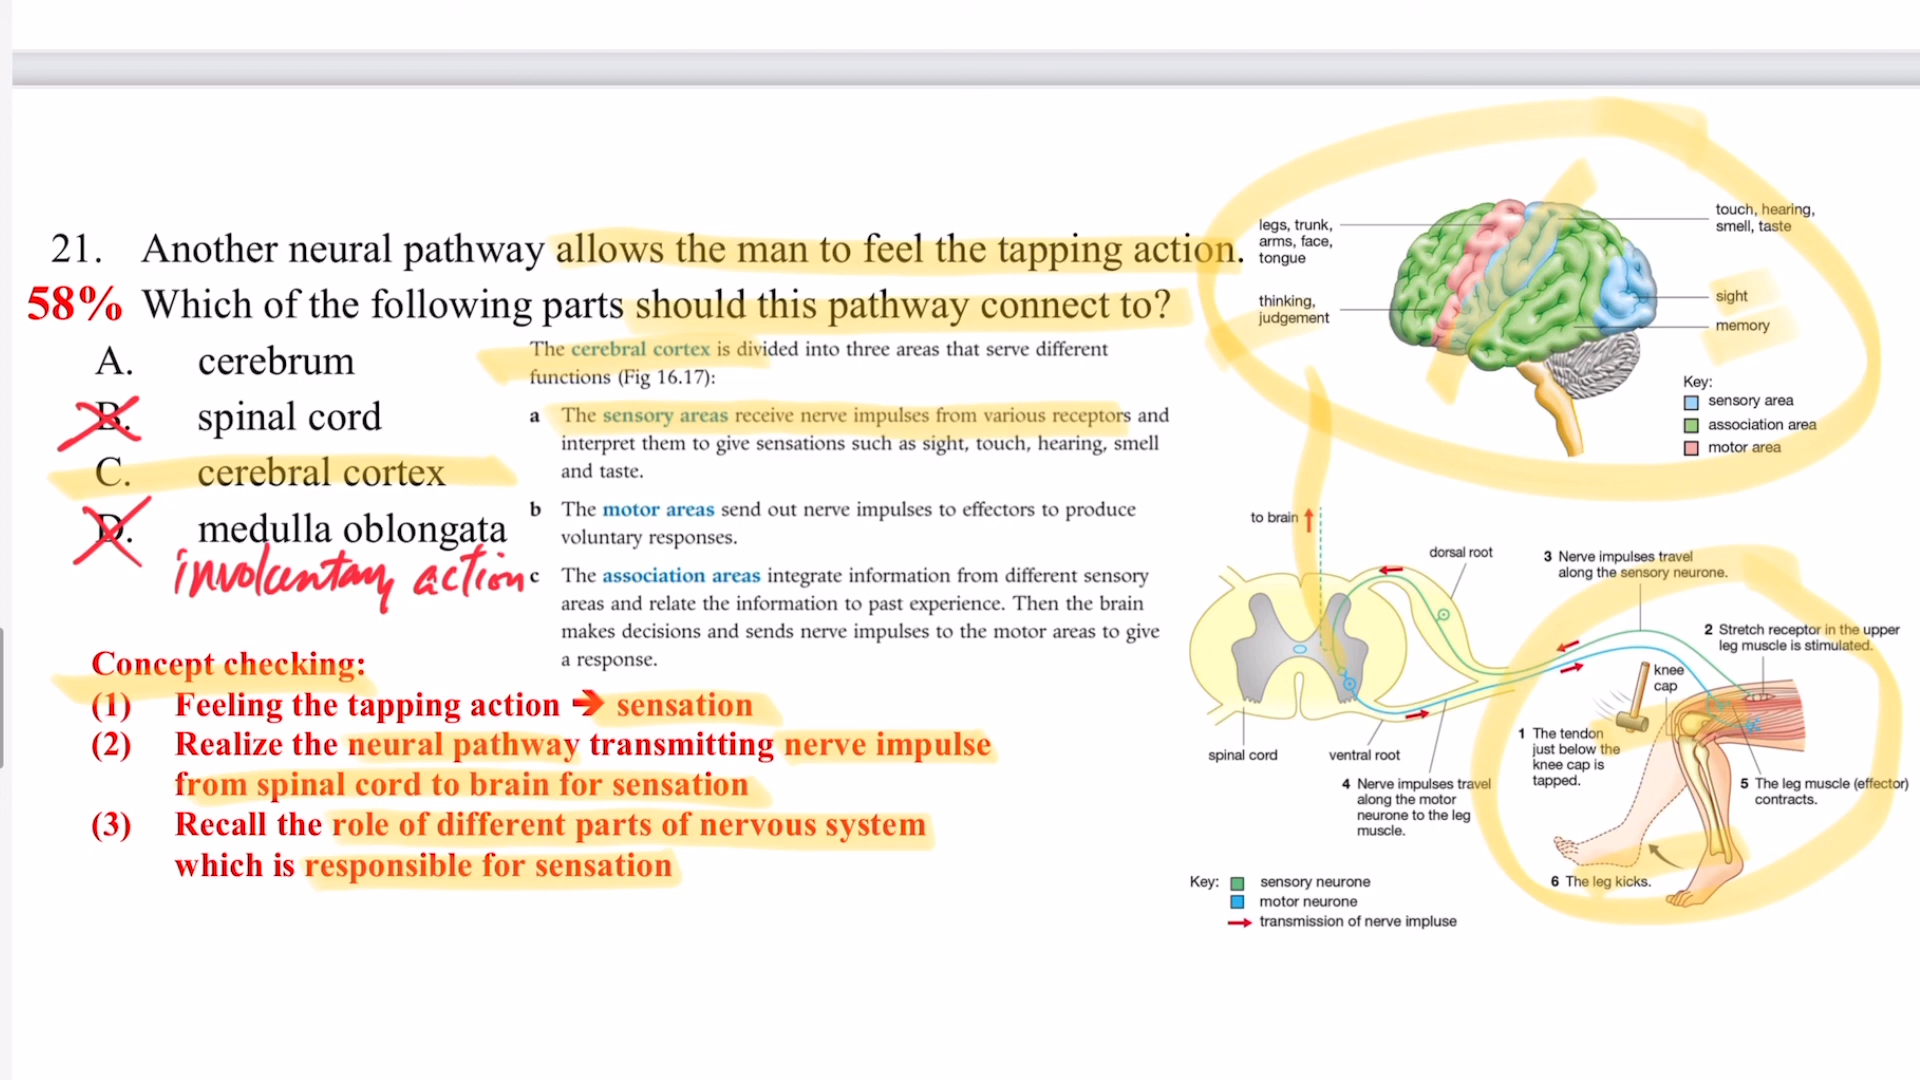 21. Another neural pathway allows the man to feel the tapping action.
58% Which of the following parts should this pathway connect to?
A. cerebrum
B. spinal cord
C. cerebral cortex
D. medulla oblongata
involuntary action
The cerebral cortex is divided into three areas that serve different
functions (Fig 16.17):
a The sensory areas receive nerve impulses from various receptors and
interpret them to give sensations such as sight, touch, hearing, smell
and taste.
b The motor areas send out nerve impulses to effectors to produce
voluntary responses.
c The association areas integrate information from different sensory
areas and relate the information to past experience. Then the brain
makes decisions and sends nerve impulses to the motor areas to give
a response.
Concept checking:
(1) Feeling the tapping action ➔ sensation
(2) Realize the neural pathway transmitting nerve impulse
from spinal cord to brain for sensation
(3) Recall the role of different parts of nervous system
which is responsible for sensation
legs, trunk,
arms, face,
tongue
thinking,
judgement
touch, hearing,
smell, taste
sight
memory
Key:
sensory area
association area
motor area
to brain
dorsal root
3 Nerve impulses travel
along the sensory neurone.
2 Stretch receptor in the upper
leg muscle is stimulated.
knee
cap
1 The tendon
just below the
knee cap is
tapped.
spinal cord
ventral root
4 Nerve impulses travel
along the motor
neurone to the leg
muscle.
5 The leg muscle (effector)
contracts.
6 The leg kicks.
Key:
sensory neurone
motor neurone
transmission of nerve impluse